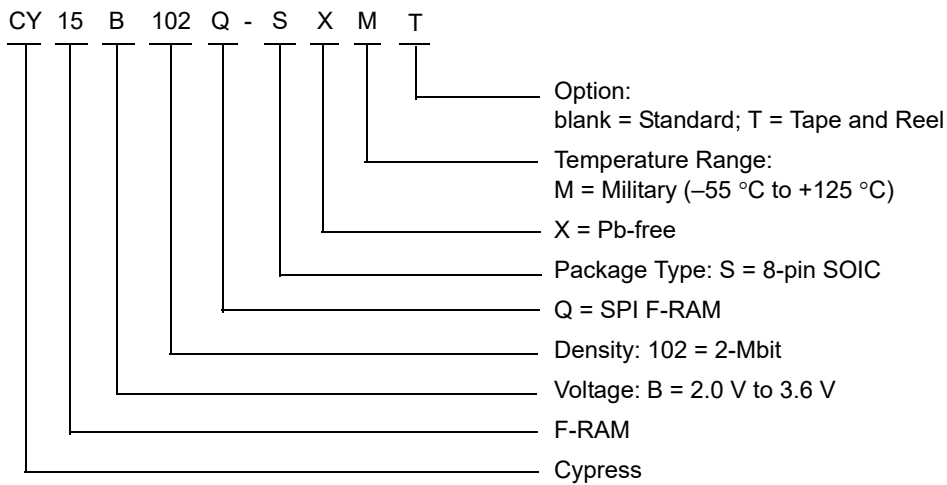 CY 15 B 102 Q - S X M T
Option:
blank = Standard; T = Tape and Reel
Temperature Range:
M = Military (–55 °C to +125 °C)
X = Pb-free
Package Type: S = 8-pin SOIC
Q = SPI F-RAM
Density: 102 = 2-Mbit
Voltage: B = 2.0 V to 3.6 V
F-RAM
Cypress